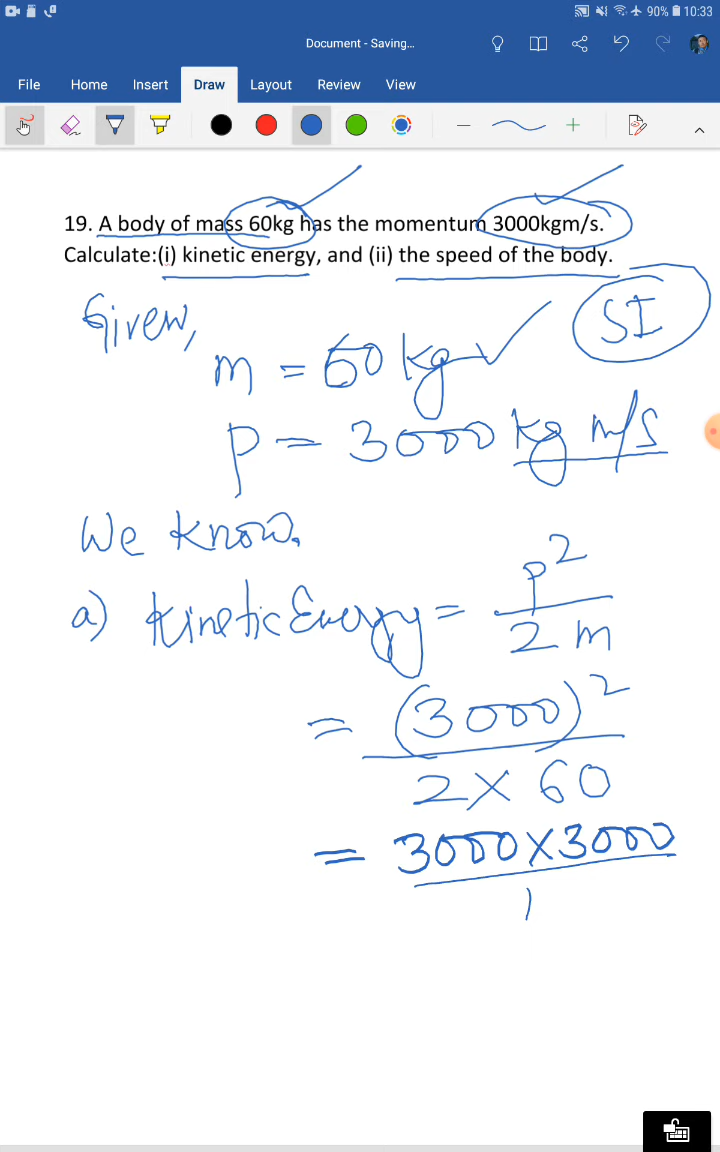 90% 10:33
Document - Saving...
File Home Insert Draw Layout Review View
19. A body of mass 60kg has the momentum 3000kgm/s.
Calculate:(i) kinetic energy, and (ii) the speed of the body.
Given,
SI
m = 60 kg
p = 3000 kg m/s
We know.
a) Kinetic Energy = p² / 2 m
= (3000)² / 2 × 60
= 3000×3000 / 1